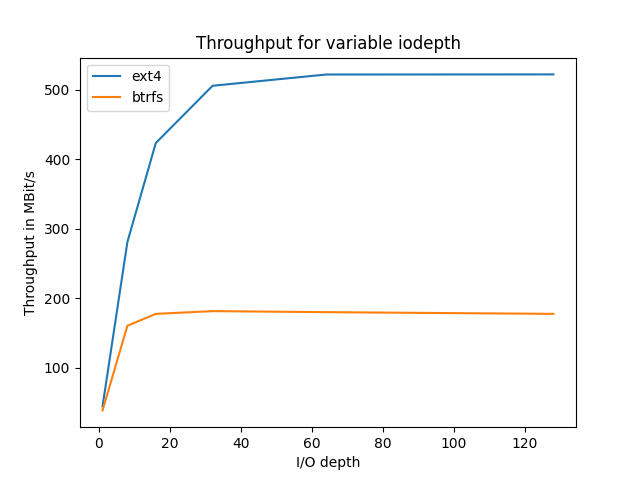 Throughput for variable iodepth
ext4
btrfs
Throughput in MBit/s
500
400
300
200
100
0 20 40 60 80 100 120
I/O depth